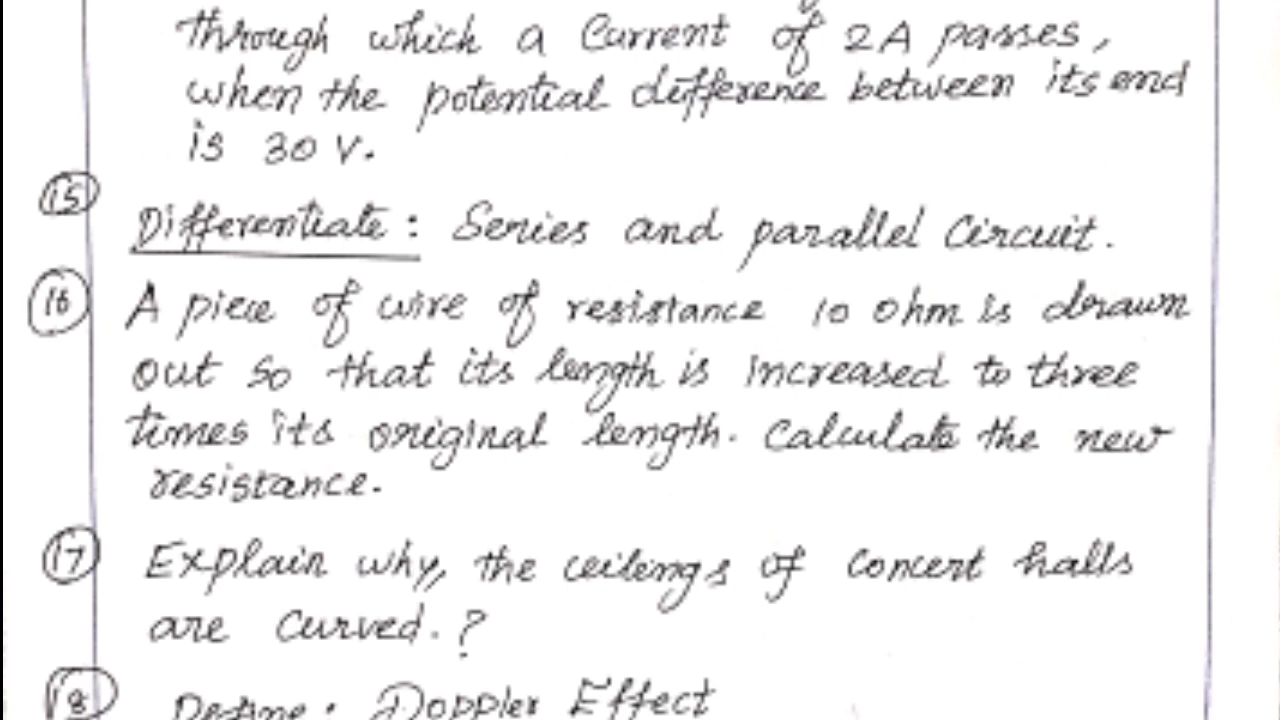 through which a Current of 2A passes,
when the potential difference between its end
is 30 V.
15 Differentiate : Series and parallel Circuit.
16 A piece of wire of resistance 10 Ohm is drawn
out so that its length is increased to three
times its original length. Calculate the new
resistance.
17 Explain why, the ceilings of Concert halls
are Curved. ?
18 Define : Doppler Effect